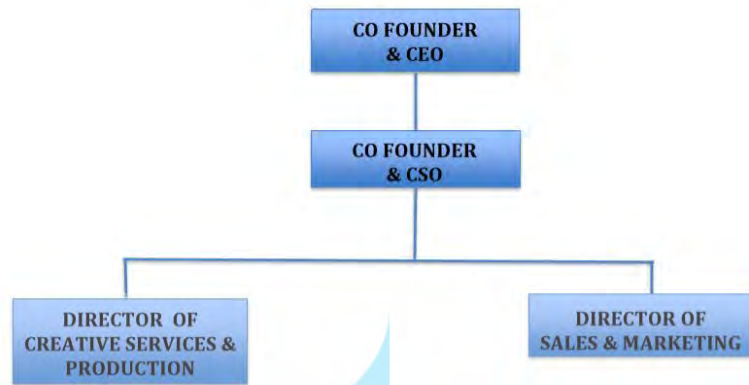 CO FOUNDER
& CEO
CO FOUNDER
& CSO
DIRECTOR OF
CREATIVE SERVICES &
PRODUCTION
DIRECTOR OF
SALES & MARKETING